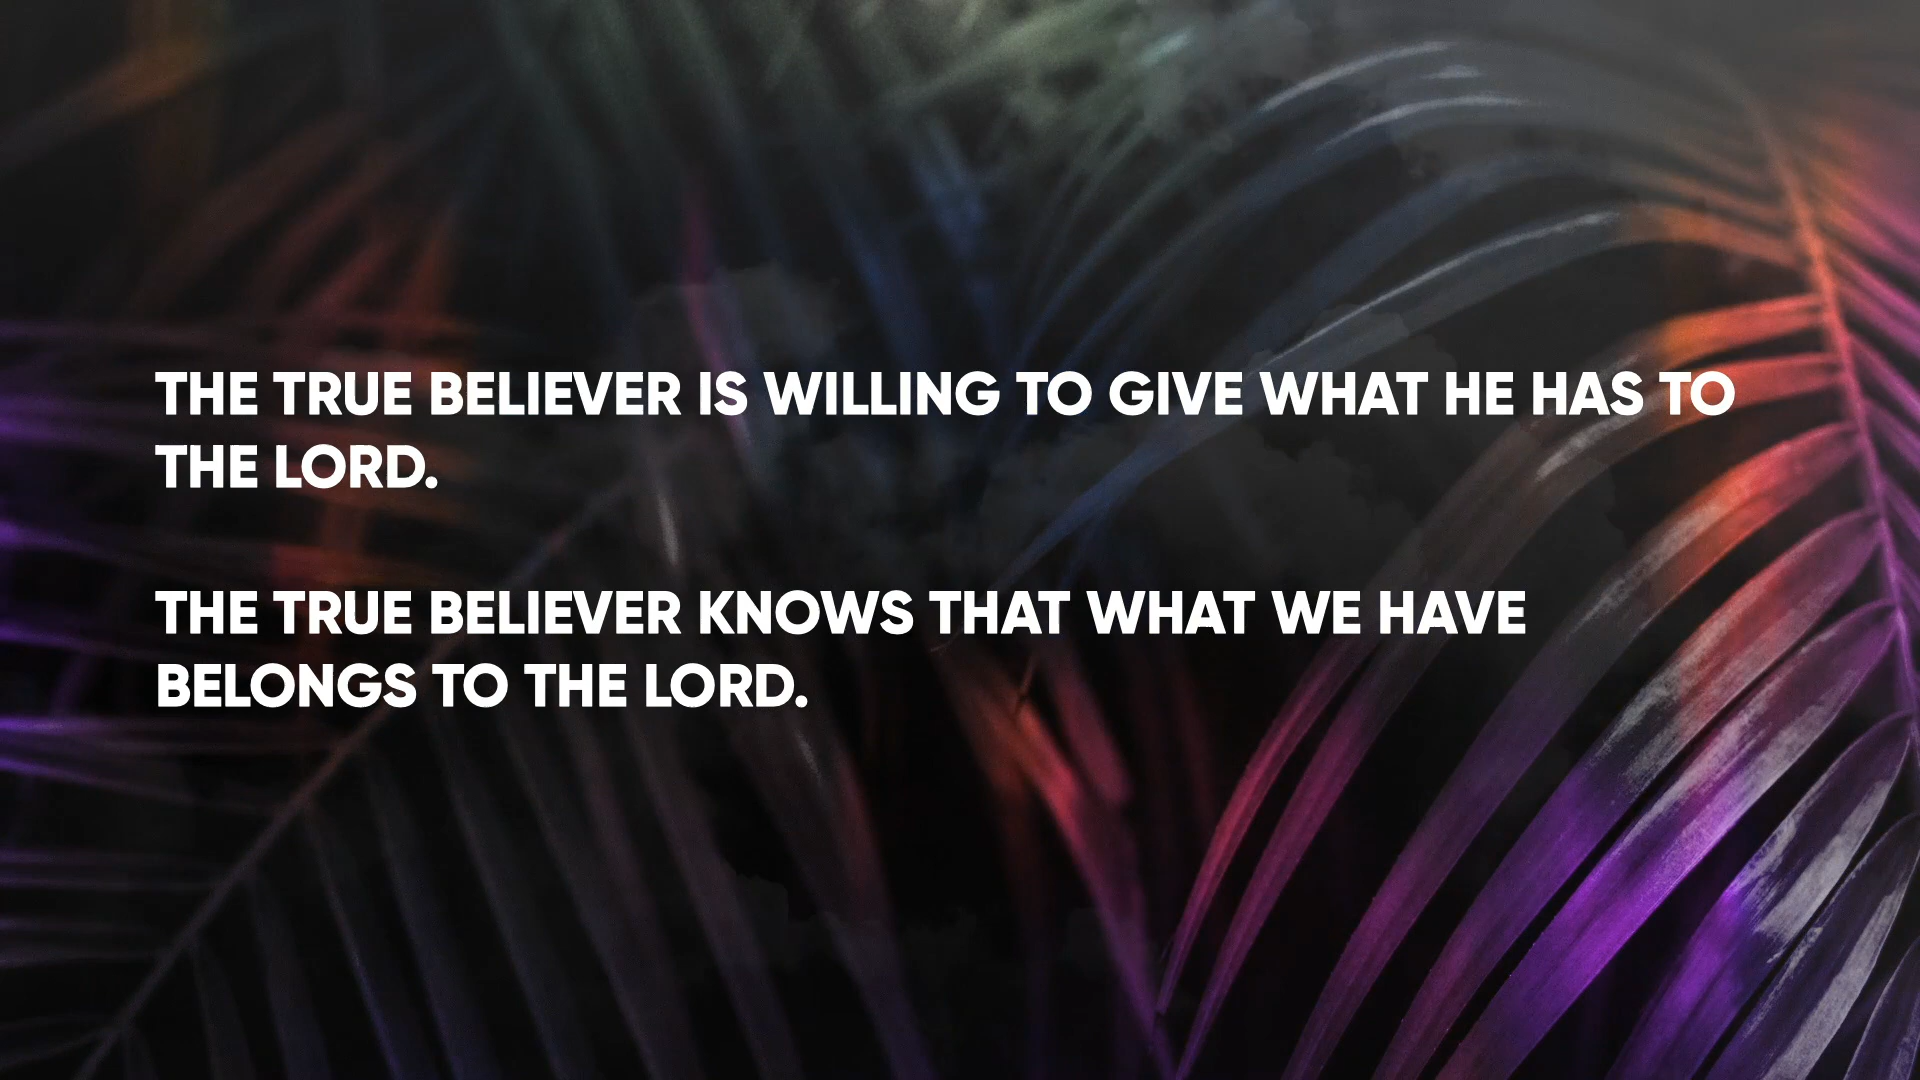 THE TRUE BELIEVER IS WILLING TO GIVE WHAT HE HAS TO
THE LORD.
THE TRUE BELIEVER KNOWS THAT WHAT WE HAVE
BELONGS TO THE LORD.